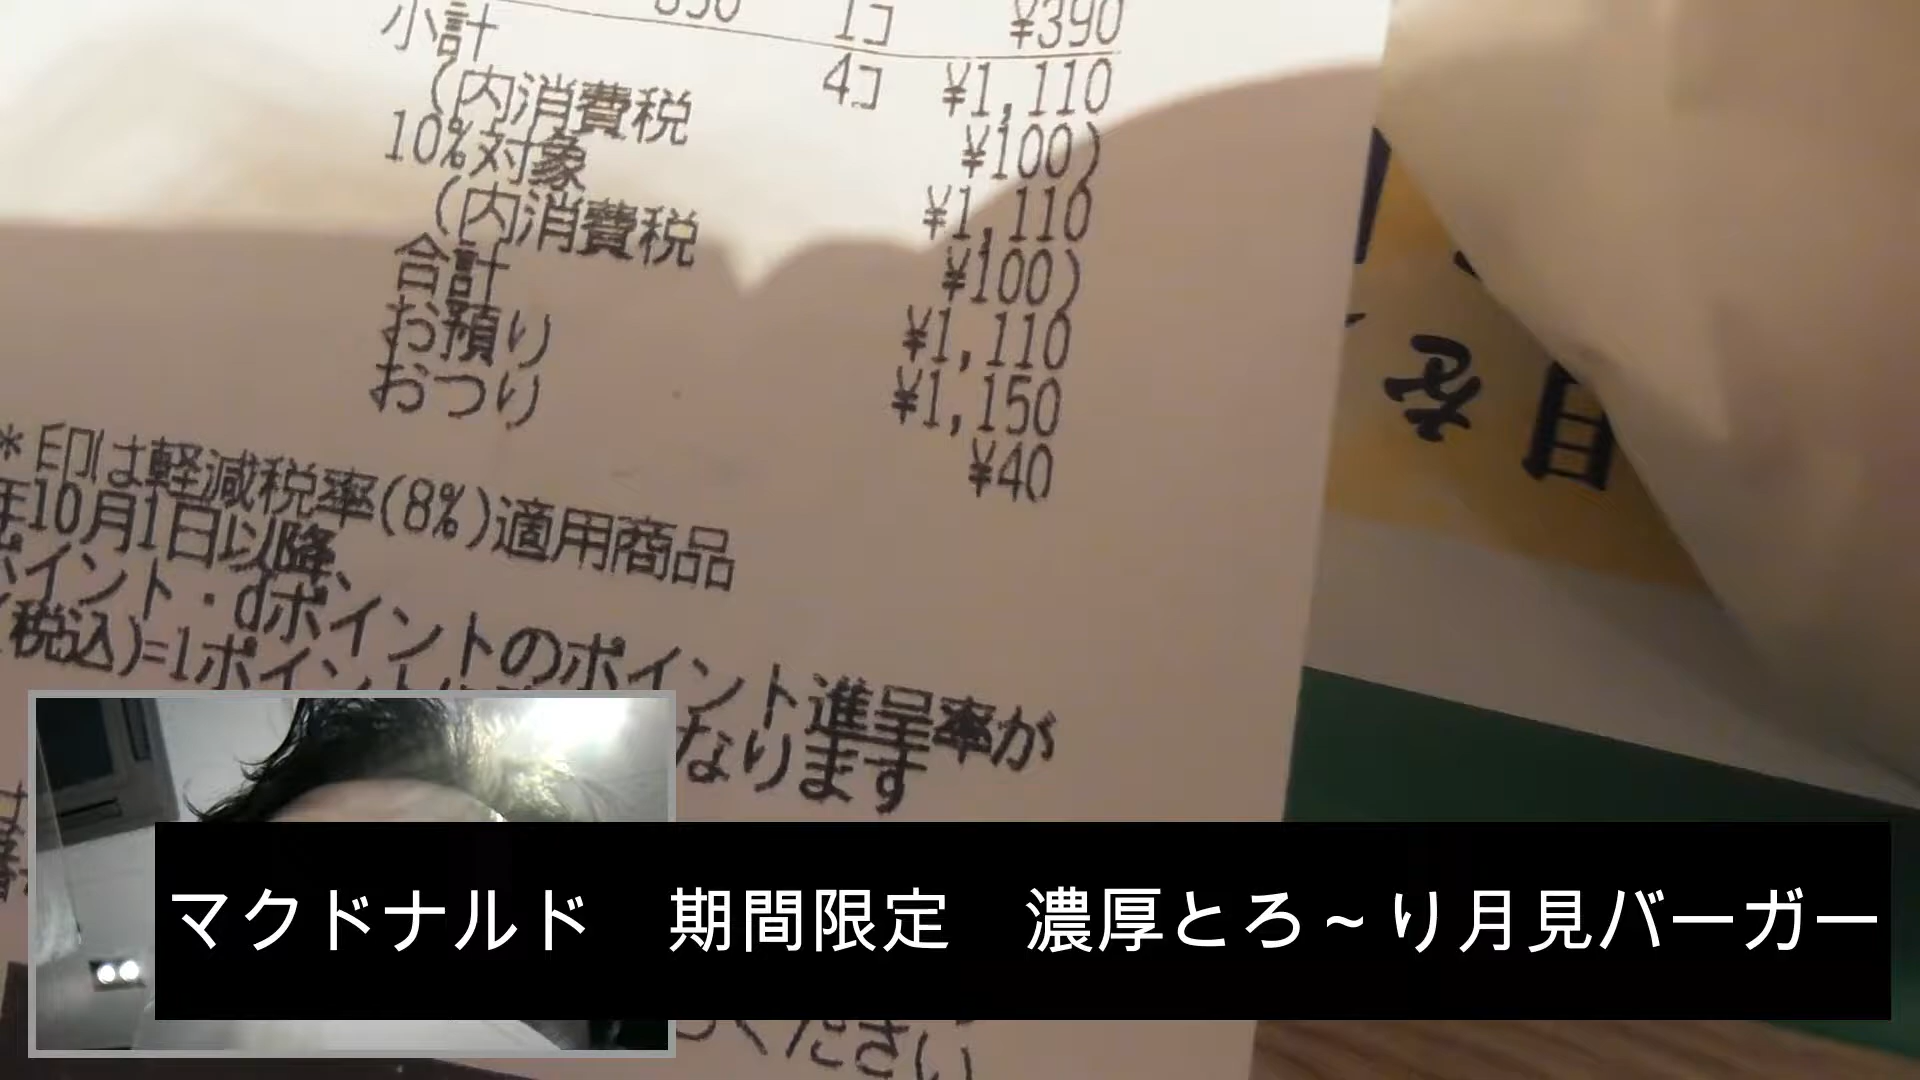 1コ ¥390
小計 4コ ¥1,110
(内消費税 ¥100)
10%対象 ¥1,110
(内消費税 ¥100)
合計 ¥1,110
お預り ¥1,150
おつり ¥40
*印は軽減税率(8%)適用商品
年10月1日以降、
ポイント・dポイントのポイント進呈率が
(税込)=1ポイント
なります
ください
マクドナルド 期間限定 濃厚とろ～り月見バーガー
を